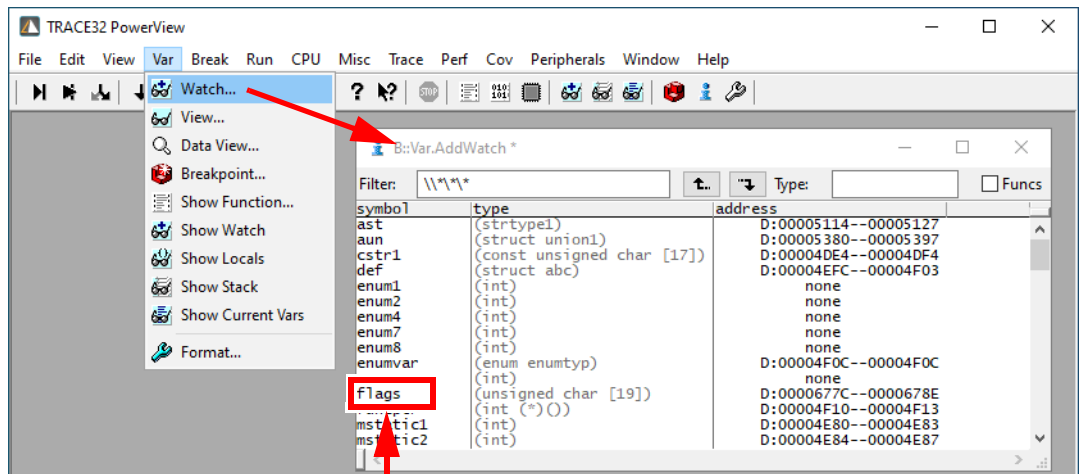 TRACE32 PowerView
File Edit View Var Break Run CPU Misc Trace Perf Cov Peripherals Window Help
Watch...
View...
Data View...
Breakpoint...
Show Function...
Show Watch
Show Locals
Show Stack
Show Current Vars
Format...
STOP
010
101
B::Var.AddWatch *
Filter: \\*\*\* Type: Funcs
symbol type address
ast (strtype1) D:00005114--00005127
aun (struct union1) D:00005380--00005397
cstr1 (const unsigned char [17]) D:00004DE4--00004DF4
def (struct abc) D:00004EFC--00004F03
enum1 (int) none
enum2 (int) none
enum4 (int) none
enum7 (int) none
enum8 (int) none
enumvar (enum enumtyp) D:00004F0C--00004F0C
(int) none
flags (unsigned char [19]) D:0000677C--0000678E
(int (*)()) D:00004F10--00004F13
mstatic1 (int) D:00004E80--00004E83
mstatic2 (int) D:00004E84--00004E87